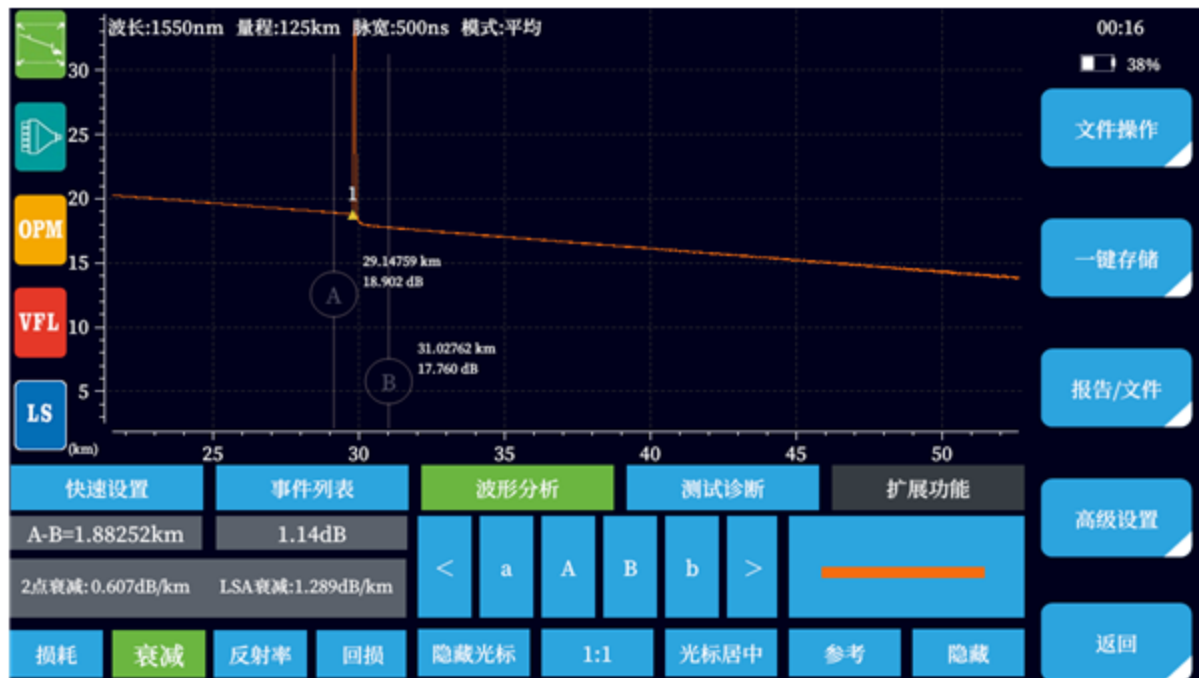 波长:1550nm 量程:125km 脉宽:500ns 模式:平均
00:16
38%
30
25
20
15
10
5
(km)
OPM
VFL
LS
1
29.14759 km
18.902 dB
A
31.02762 km
17.760 dB
B
25 30 35 40 45 50
文件操作
一键存储
报告/文件
高级设置
返回
快速设置 事件列表 波形分析 测试诊断 扩展功能
A-B=1.88252km 1.14dB
2点衰减:0.607dB/km LSA衰减:1.289dB/km
< a A B b >
损耗 衰减 反射率 回损 隐藏光标 1:1 光标居中 参考 隐藏